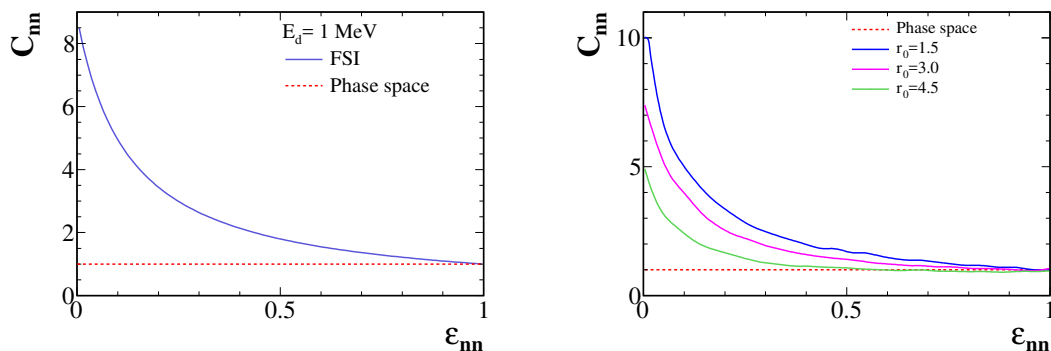 C_nn
8
6
4
2
0
0
0.5
1
ε_nn
E_d= 1 MeV
FSI
Phase space
C_nn
10
5
0
0
0.5
1
ε_nn
Phase space
r_0=1.5
r_0=3.0
r_0=4.5